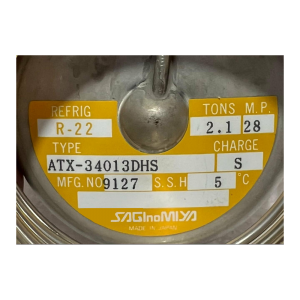 REFRIG TONS M.P.
R-22 2.1 28
TYPE CHARGE
ATX-34013DHS S
MFG.NO 9127 S.S.H 5 °C
SAGInoMIYA
MADE IN JAPAN